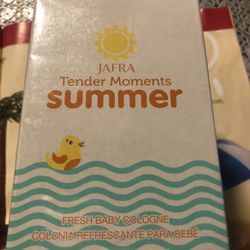 JAFRA
Tender Moments
summer
FRESH BABY COLOGNE
COLONIA REFRESCANTE PARA BEBÉ